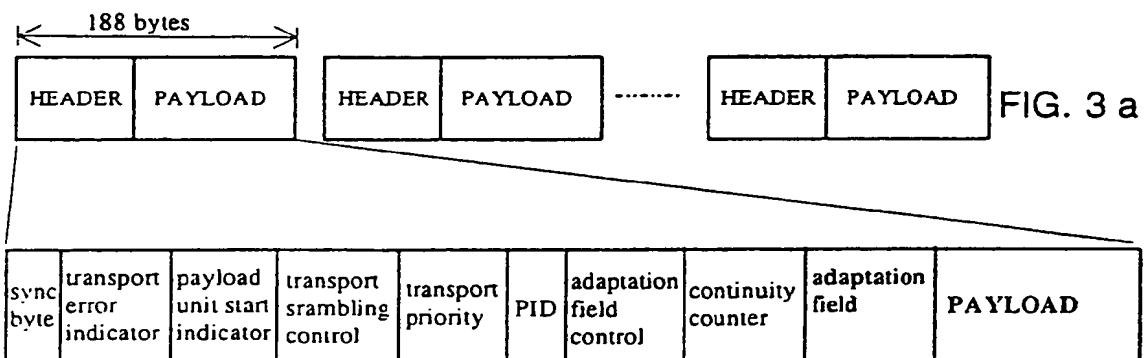 188 bytes
HEADER PAYLOAD HEADER PAYLOAD HEADER PAYLOAD FIG. 3 a
sync byte
transport error indicator
payload unit start indicator
transport srambling control
transport priority
PID
adaptation field control
continuity counter
adaptation field
PAYLOAD